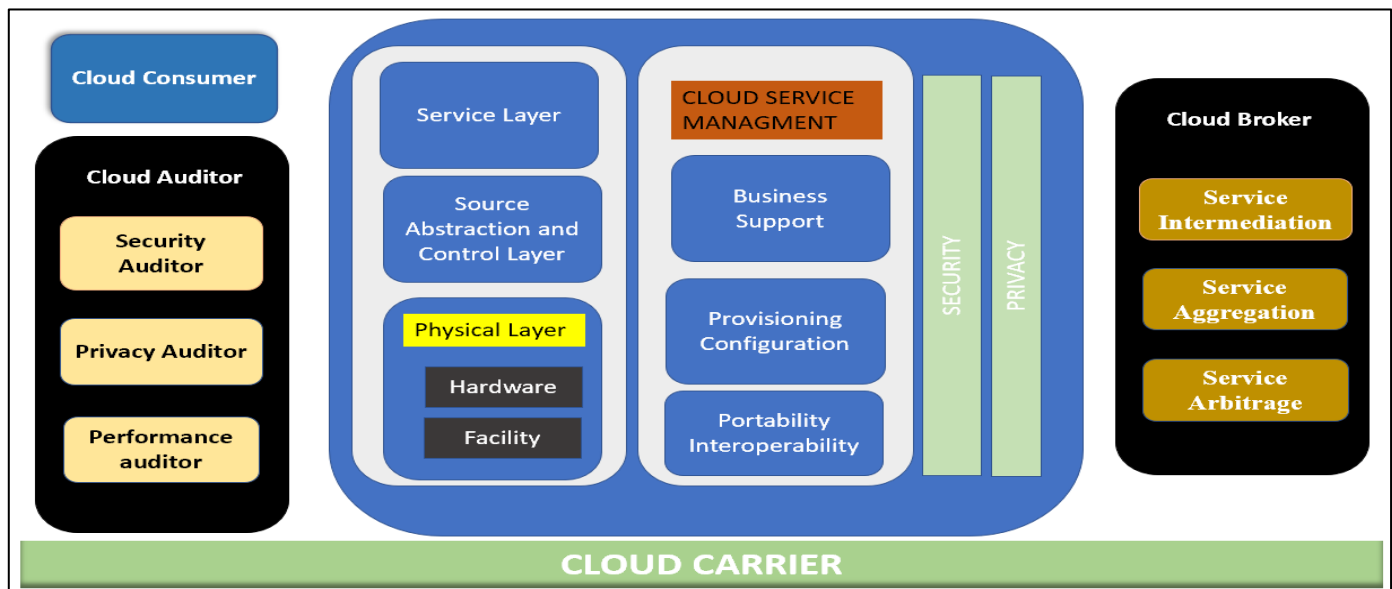 Cloud Consumer
Cloud Auditor
Security
Auditor
Privacy Auditor
Performance
auditor
Service Layer
Source
Abstraction and
Control Layer
Physical Layer
Hardware
Facility
CLOUD SERVICE
MANAGMENT
Business
Support
Provisioning
Configuration
Portability
Interoperability
SECURITY
PRIVACY
Cloud Broker
Service
Intermediation
Service
Aggregation
Service
Arbitrage
CLOUD CARRIER